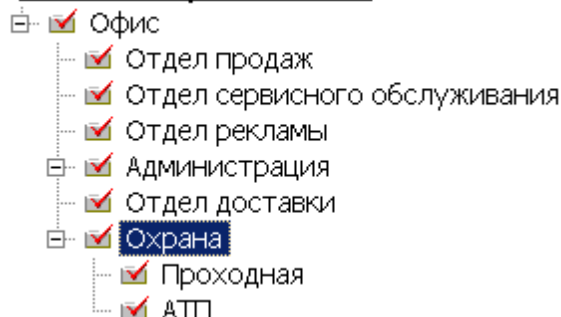 Офис
Отдел продаж
Отдел сервисного обслуживания
Отдел рекламы
Администрация
Отдел доставки
Охрана
Проходная
АТП